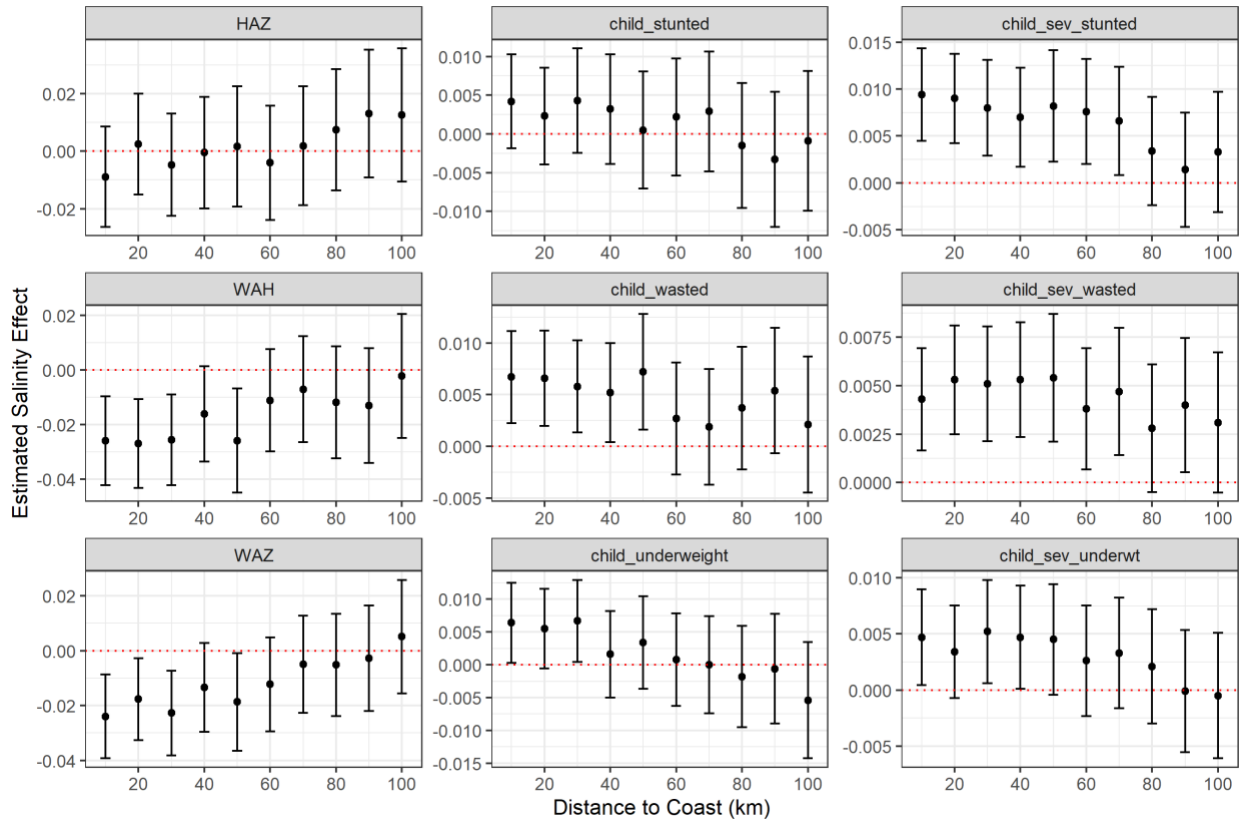 HAZ
child_stunted
child_sev_stunted
0.02
0.00
-0.02
0.010
0.005
0.000
-0.005
-0.010
0.015
0.010
0.005
0.000
-0.005
20 40 60 80 100
20 40 60 80 100
20 40 60 80 100
WAH
child_wasted
child_sev_wasted
Estimated Salinity Effect
0.02
0.00
-0.02
-0.04
0.010
0.005
0.000
-0.005
0.0075
0.0050
0.0025
0.0000
20 40 60 80 100
20 40 60 80 100
20 40 60 80 100
WAZ
child_underweight
child_sev_underwt
0.02
0.00
-0.02
-0.04
0.010
0.005
0.000
-0.005
-0.010
-0.015
0.010
0.005
0.000
-0.005
20 40 60 80 100
20 40 60 80 100
20 40 60 80 100
Distance to Coast (km)